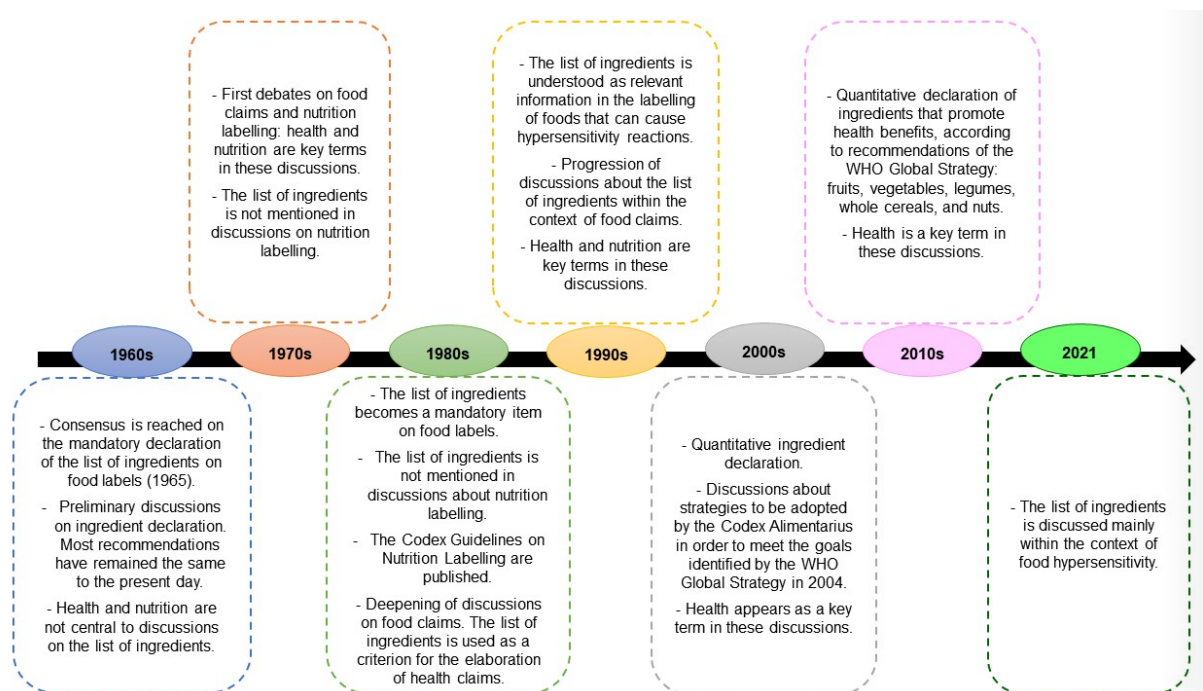 - First debates on food
claims and nutrition
labelling: health and
nutrition are key terms
in these discussions.
- The list of ingredients
is not mentioned in
discussions on nutrition
labelling.
- The list of ingredients is
understood as relevant
information in the labelling
of foods that can cause
hypersensitivity reactions.
- Progression of
discussions about the list
of ingredients within the
context of food claims.
- Health and nutrition are
key terms in these
discussions.
- Quantitative declaration of
ingredients that promote
health benefits, according
to recommendations of the
WHO Global Strategy:
fruits, vegetables, legumes,
whole cereals, and nuts.
- Health is a key term in
these discussions.
1960s
1970s
1980s
1990s
2000s
2010s
2021
- Consensus is reached on
the mandatory declaration
of the list of ingredients on
food labels (1965).
- Preliminary discussions
on ingredient declaration.
Most recommendations
have remained the same
to the present day.
- Health and nutrition are
not central to discussions
on the list of ingredients.
- The list of ingredients
becomes a mandatory item
on food labels.
- The list of ingredients is
not mentioned in
discussions about nutrition
labelling.
- The Codex Guidelines on
Nutrition Labelling are
published.
- Deepening of discussions
on food claims. The list of
ingredients is used as a
criterion for the elaboration
of health claims.
- Quantitative ingredient
declaration.
- Discussions about
strategies to be adopted
by the Codex Alimentarius
in order to meet the goals
identified by the WHO
Global Strategy in 2004.
- Health appears as a key
term in these discussions.
- The list of ingredients
is discussed mainly
within the context of
food hypersensitivity.